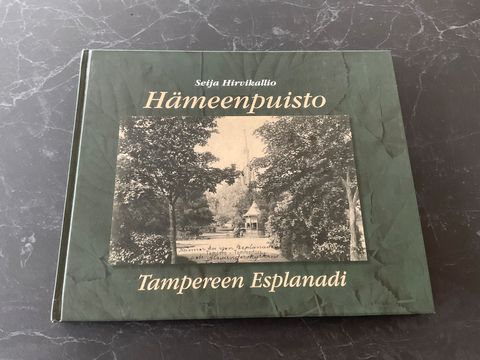 Seija Hirvikallio
Hämeenpuisto
Tampereen Esplanadi